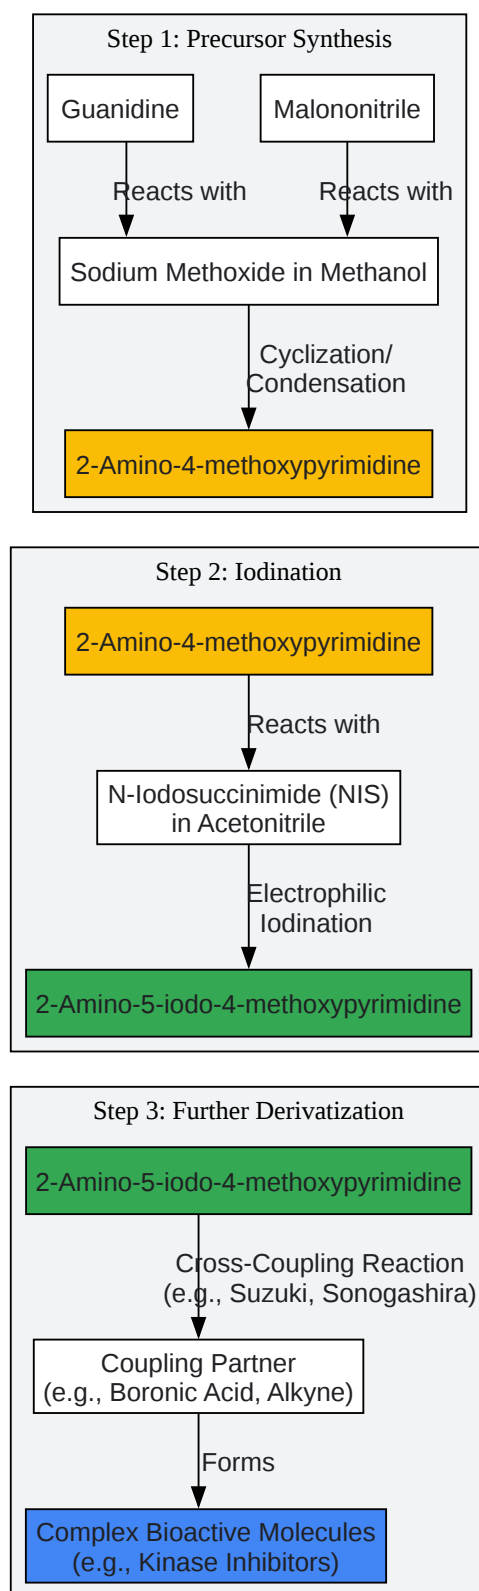 Step 1: Precursor Synthesis
Guanidine
Malononitrile
Reacts with
Reacts with
Sodium Methoxide in Methanol
Cyclization/
Condensation
2-Amino-4-methoxypyrimidine
Step 2: Iodination
2-Amino-4-methoxypyrimidine
Reacts with
N-Iodosuccinimide (NIS)
in Acetonitrile
Electrophilic
Iodination
2-Amino-5-iodo-4-methoxypyrimidine
Step 3: Further Derivatization
2-Amino-5-iodo-4-methoxypyrimidine
Cross-Coupling Reaction
(e.g., Suzuki, Sonogashira)
Coupling Partner
(e.g., Boronic Acid, Alkyne)
Forms
Complex Bioactive Molecules
(e.g., Kinase Inhibitors)